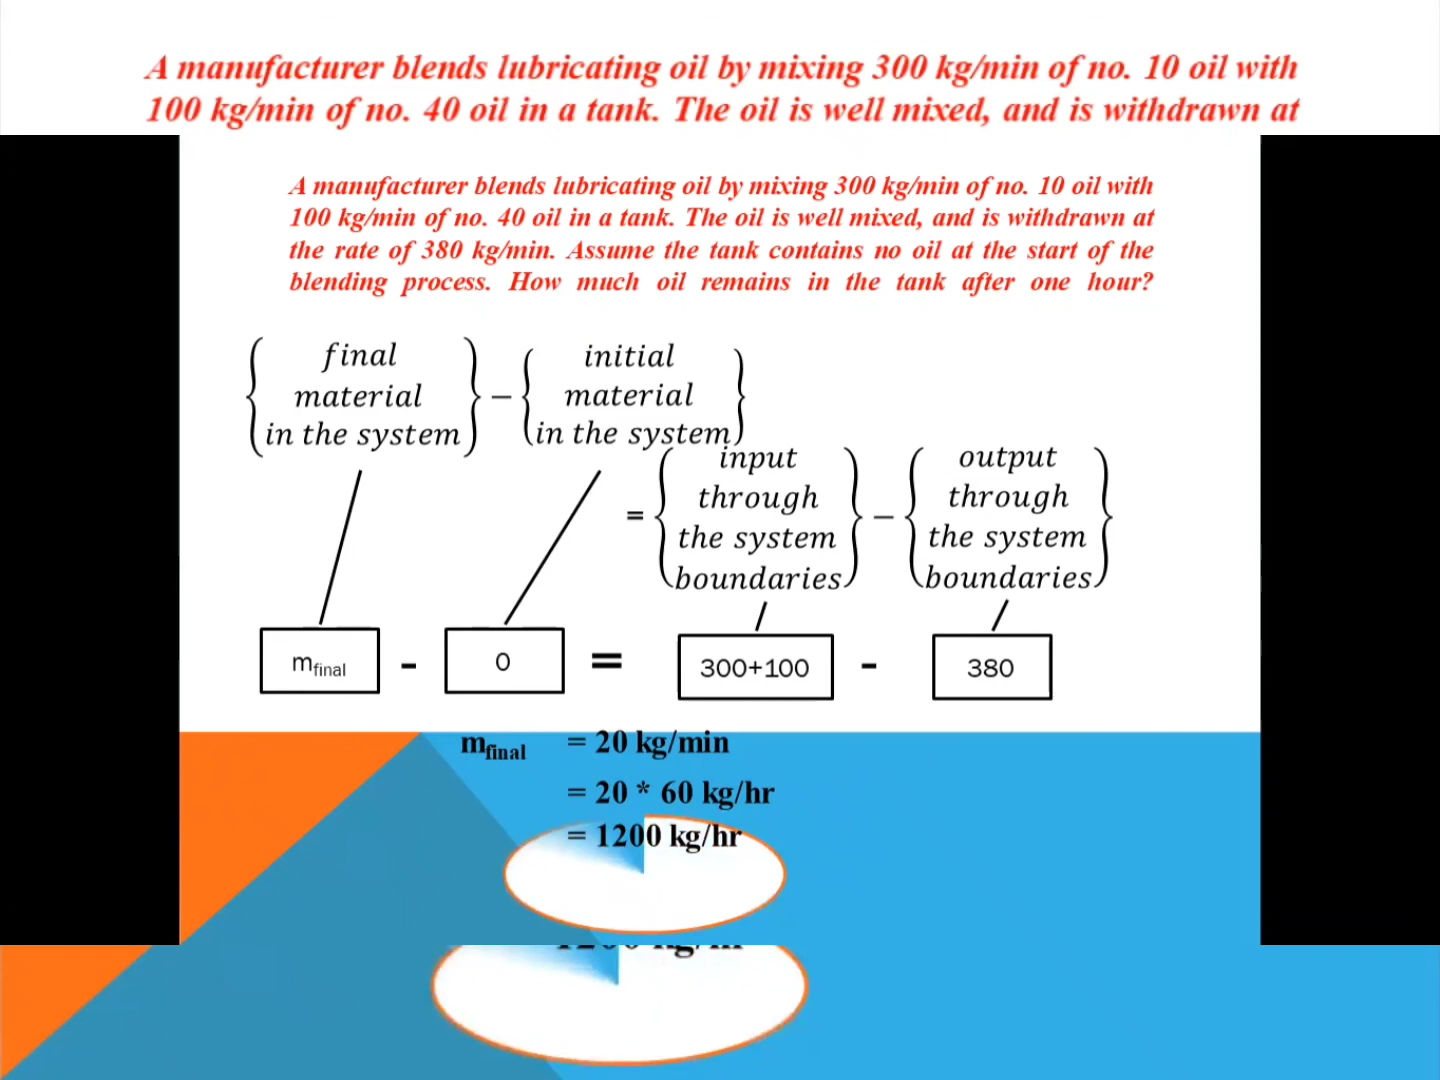 A manufacturer blends lubricating oil by mixing 300 kg/min of no. 10 oil with
100 kg/min of no. 40 oil in a tank. The oil is well mixed, and is withdrawn at
A manufacturer blends lubricating oil by mixing 300 kg/min of no. 10 oil with
100 kg/min of no. 40 oil in a tank. The oil is well mixed, and is withdrawn at
the rate of 380 kg/min. Assume the tank contains no oil at the start of the
blending process. How much oil remains in the tank after one hour?
{final
material
in the system}
−
{initial
material
in the system}
=
{input
through
the system
boundaries}
−
{output
through
the system
boundaries}
m_final - 0 = 300+100 - 380
m_final = 20 kg/min
= 20 * 60 kg/hr
= 1200 kg/hr